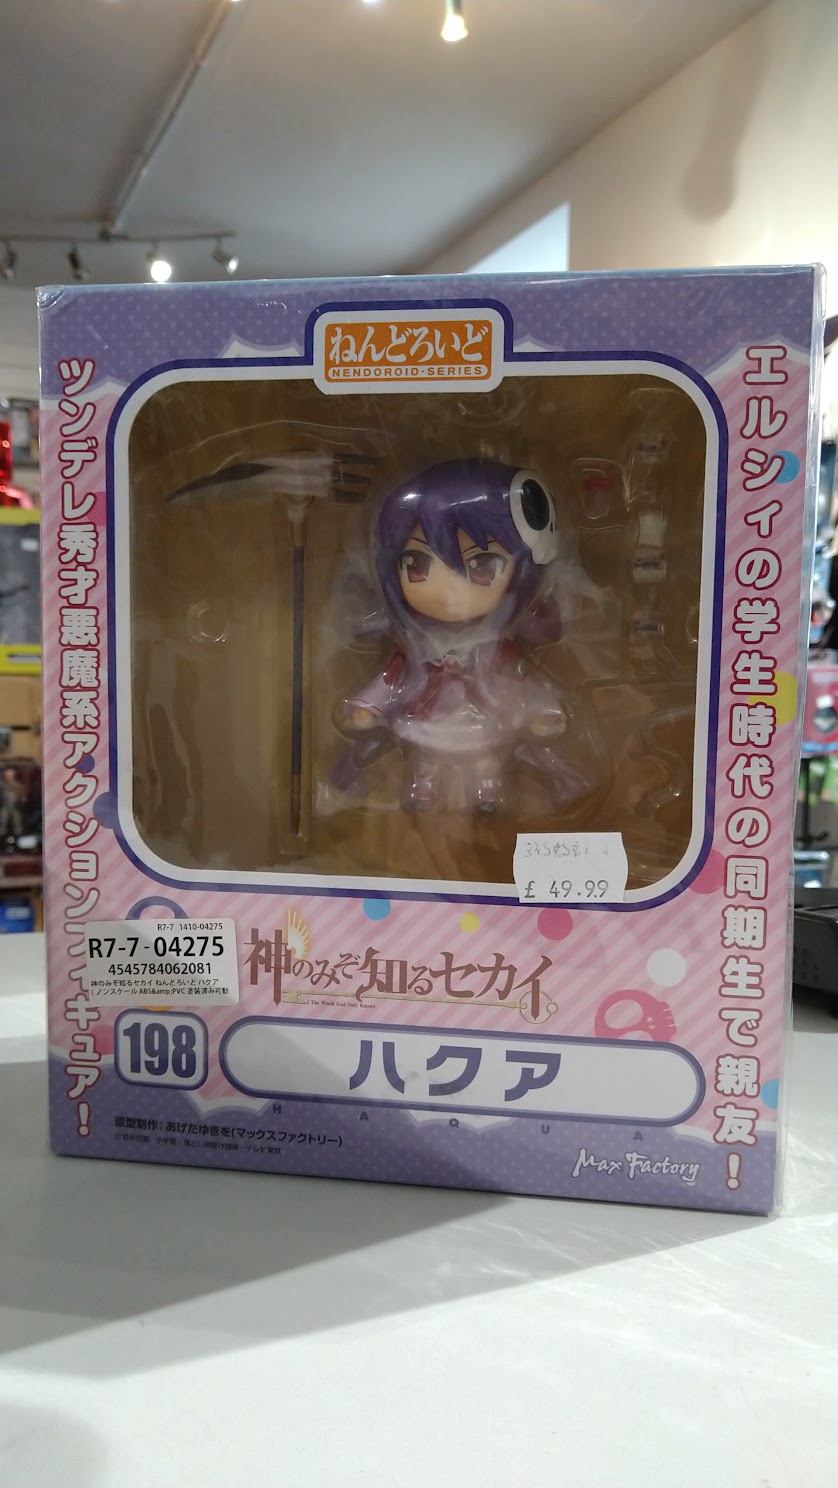 ねんどろいど
NENDOROID-SERIES
エルシィの学生時代の同期生で親友!
ツンデレ秀才悪魔系アクションフィギュア!
£ 49.99
R7-7 1410-04275
R7-7-04275
4545784062081
神のみぞ知るセカイ ねんどろいど ハクア
(ノンスケール ABS&amp;PVC 塗装済み可動
神のみぞ知るセカイ
The World God Only Knows
198
ハクア
HAQUA
原型制作:あげたゆきを(マックスファクトリー)
Max Factory